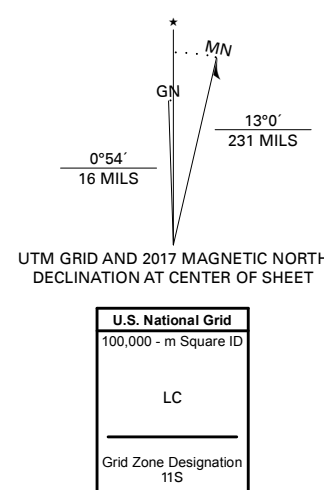 ★
MN
GN
13°0´
231 MILS
0°54´
16 MILS
UTM GRID AND 2017 MAGNETIC NORTH
DECLINATION AT CENTER OF SHEET
U.S. National Grid
100,000 - m Square ID
LC
Grid Zone Designation
11S